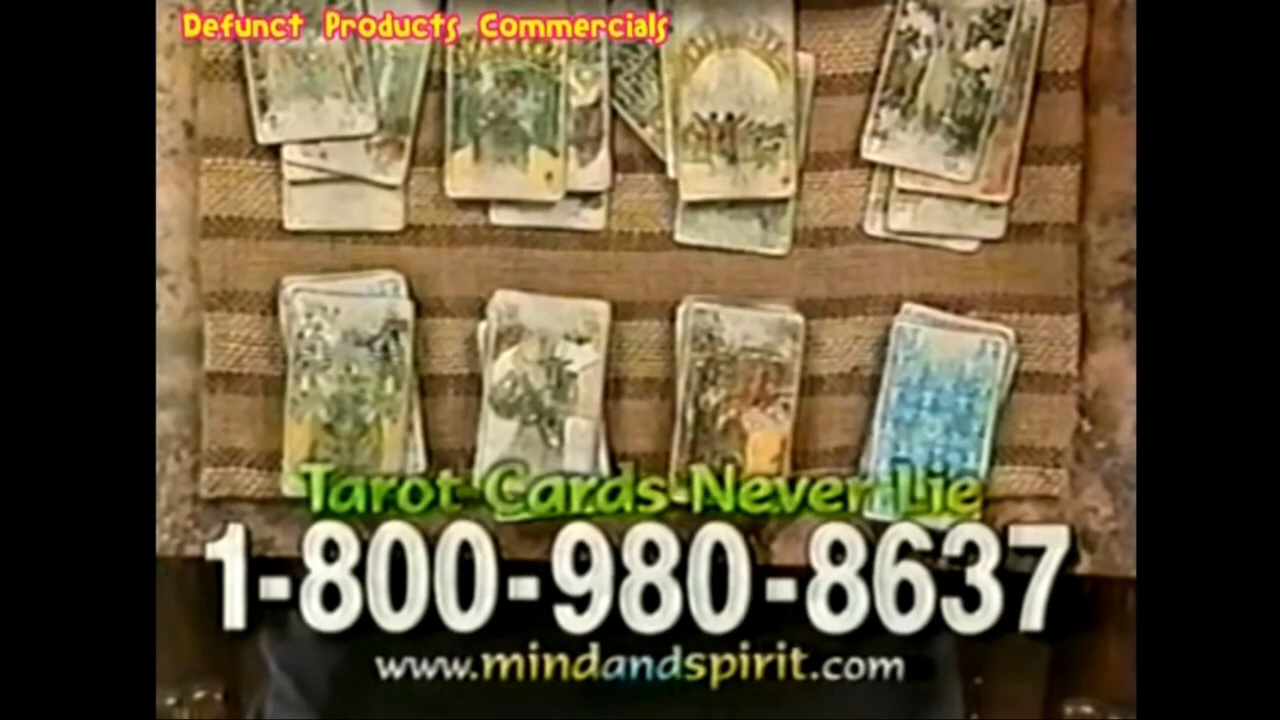 Defunct Products Commercials
Tarot Cards Never Lie
1-800-980-8637
www.mindandspirit.com